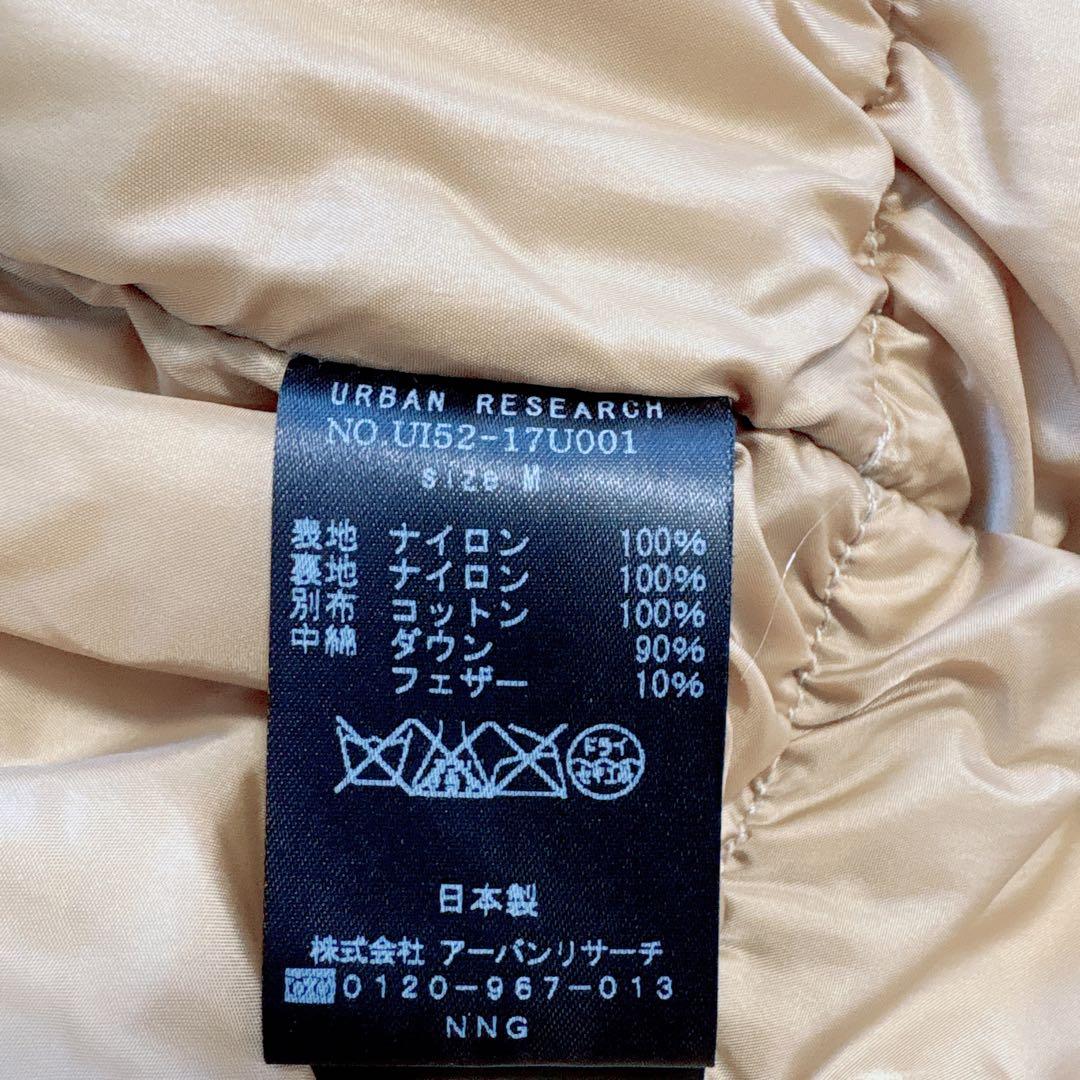 URBAN RESEARCH
NO.UI52-17U001
size M
表地 ナイロン 100%
裏地 ナイロン 100%
別布 コットン 100%
中綿 ダウン 90%
フェザー 10%
ドライ
セキユ系
日本製
株式会社 アーバンリサーチ
0120-967-013
NNG